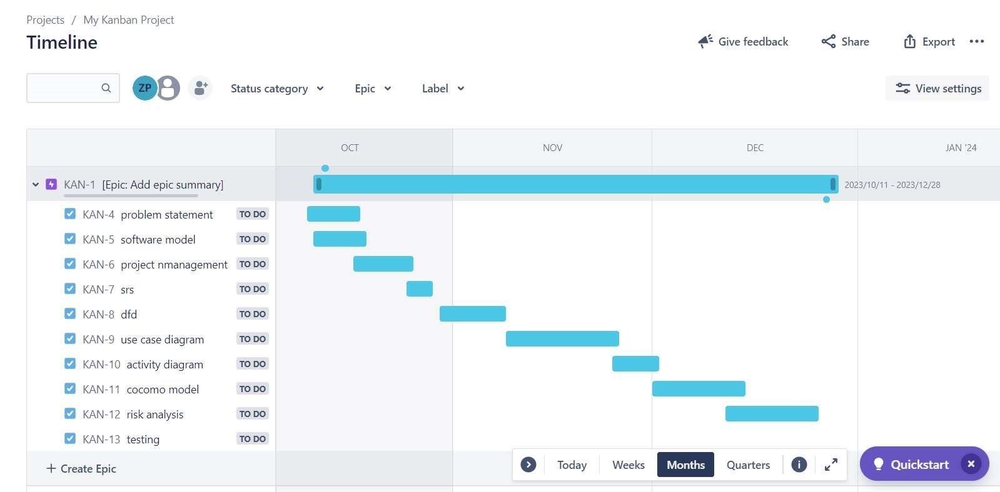 Projects / My Kanban Project
Timeline
Give feedback
Share
Export
ZP
Status category
Epic
Label
View settings
OCT NOV DEC JAN '24
KAN-1 [Epic: Add epic summary] 2023/10/11 - 2023/12/28
KAN-4 problem statement TO DO
KAN-5 software model TO DO
KAN-6 project nmanagement TO DO
KAN-7 srs TO DO
KAN-8 dfd TO DO
KAN-9 use case diagram TO DO
KAN-10 activity diagram TO DO
KAN-11 cocomo model TO DO
KAN-12 risk analysis TO DO
KAN-13 testing TO DO
+ Create Epic
Today Weeks Months Quarters
Quickstart